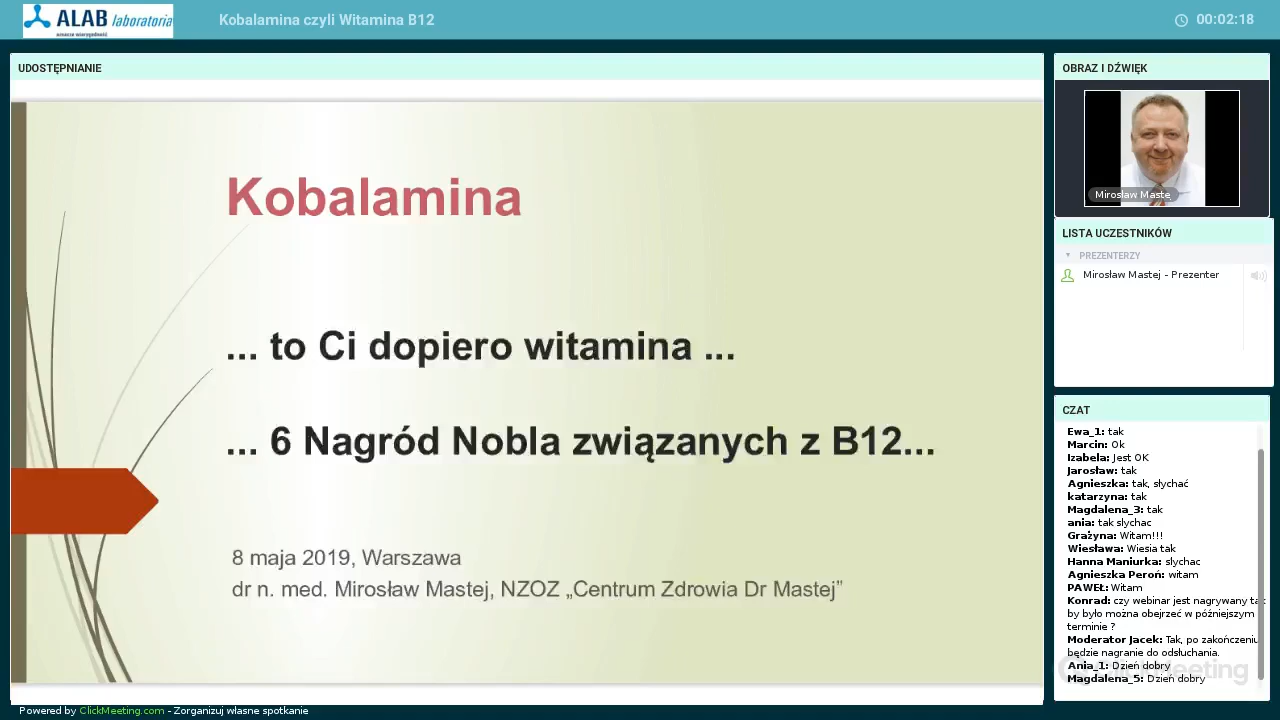 ALAB laboratoria
Kobalamina czyli Witamina B12
00:02:18
UDOSTĘPNIANIE
Kobalamina
... to Ci dopiero witamina ...
... 6 Nagród Nobla związanych z B12...
8 maja 2019, Warszawa
dr n. med. Mirosław Mastej, NZOZ „Centrum Zdrowia Dr Mastej”
OBRAZ I DŹWIĘK
Mirosław Maste
LISTA UCZESTNIKÓW
PREZENTERZY
Mirosław Mastej - Prezenter
CZAT
Ewa_1: tak
Marcin: Ok
Izabela: Jest OK
Jarosław: tak
Agnieszka: tak, słychać
katarzyna: tak
Magdalena_3: tak
ania: tak slychac
Grażyna: Witam!!!
Wiesława: Wiesia tak
Hanna Maniurka: slychac
Agnieszka Peroń: witam
PAWEŁ: Witam
Konrad: czy webinar jest nagrywany tak
by było można obejrzeć w późniejszym
terminie ?
Moderator Jacek: Tak, po zakończeniu
będzie nagranie do odsłuchania.
Ania_1: Dzień dobry
Magdalena_5: Dzień dobry
ClickMeeting
Powered by ClickMeeting.com - Zorganizuj własne spotkanie